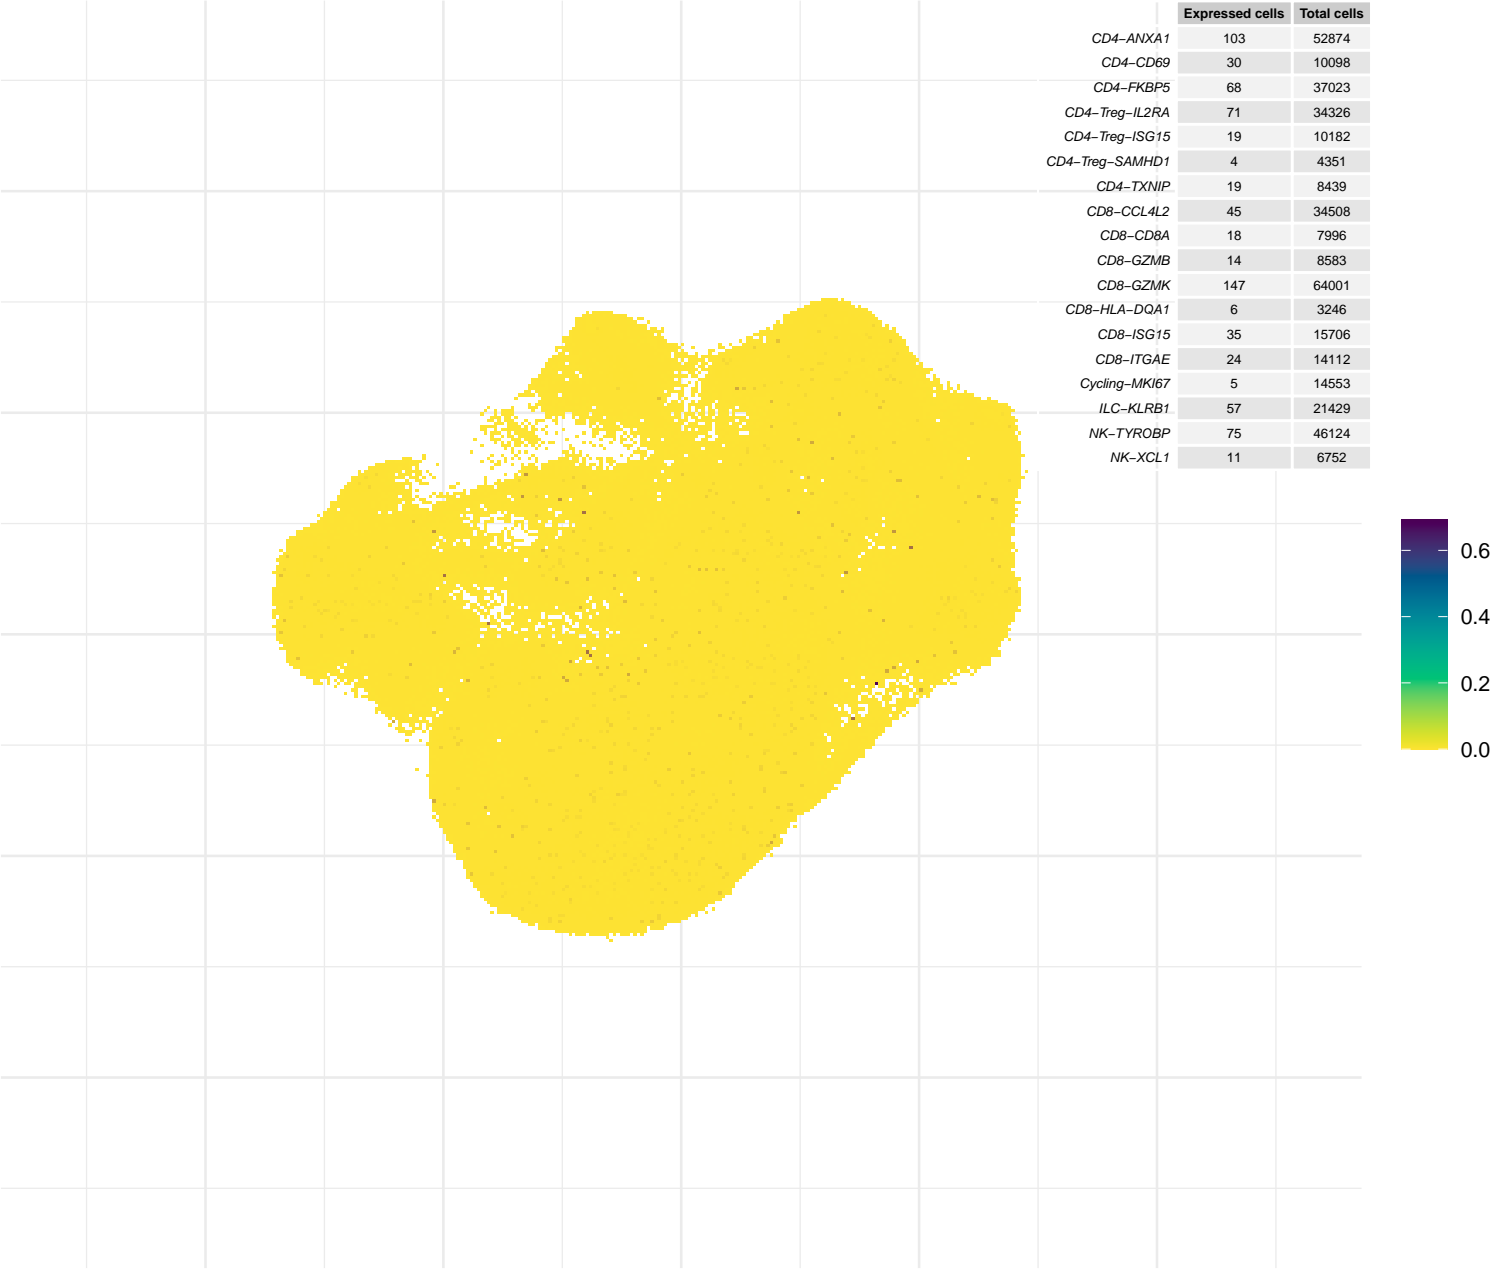 Expressed cells Total cells
CD4−ANXA1 103 52874
CD4−CD69 30 10098
CD4−FKBP5 68 37023
CD4−Treg−IL2RA 71 34326
CD4−Treg−ISG15 19 10182
CD4−Treg−SAMHD1 4 4351
CD4−TXNIP 19 8439
CD8−CCL4L2 45 34508
CD8−CD8A 18 7996
CD8−GZMB 14 8583
CD8−GZMK 147 64001
CD8−HLA−DQA1 6 3246
CD8−ISG15 35 15706
CD8−ITGAE 24 14112
Cycling−MKI67 5 14553
ILC−KLRB1 57 21429
NK−TYROBP 75 46124
NK−XCL1 11 6752
0.6
0.4
0.2
0.0